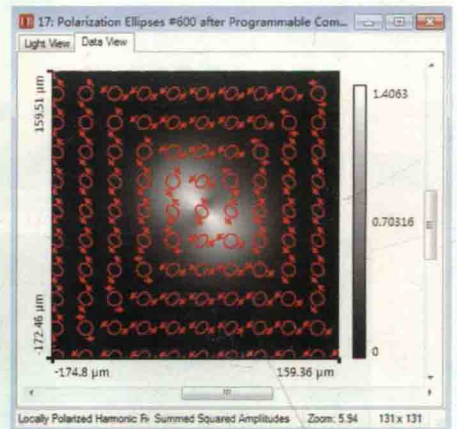 17: Polarization Ellipses #600 after Programmable Com...
Light View Data View
159.51 μm
-172.46 μm
1.4063
0.70316
0
-174.8 μm 159.36 μm
Locally Polarized Harmonic Summed Squared Amplitudes Zoom: 5.94 131x 131